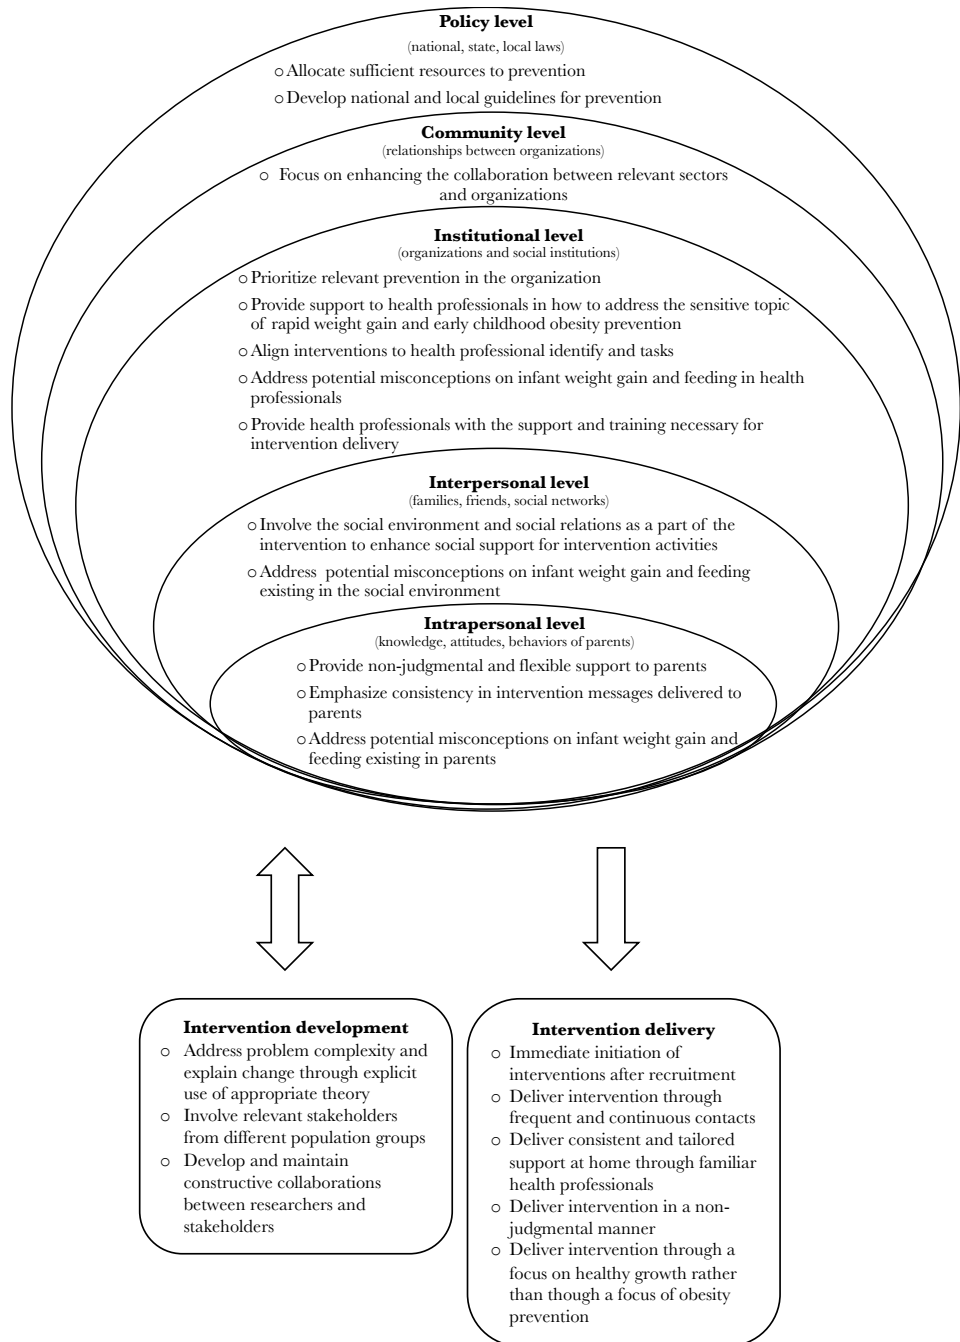 Policy level
(national, state, local laws)
○ Allocate sufficient resources to prevention
○ Develop national and local guidelines for prevention
Community level
(relationships between organizations)
○ Focus on enhancing the collaboration between relevant sectors
and organizations
Institutional level
(organizations and social institutions)
○ Prioritize relevant prevention in the organization
○ Provide support to health professionals in how to address the sensitive topic
of rapid weight gain and early childhood obesity prevention
○ Align interventions to health professional identify and tasks
○ Address potential misconceptions on infant weight gain and feeding in health
professionals
○ Provide health professionals with the support and training necessary for
intervention delivery
Interpersonal level
(families, friends, social networks)
○ Involve the social environment and social relations as a part of the
intervention to enhance social support for intervention activities
○ Address potential misconceptions on infant weight gain and feeding
existing in the social environment
Intrapersonal level
(knowledge, attitudes, behaviors of parents)
○ Provide non-judgmental and flexible support to parents
○ Emphasize consistency in intervention messages delivered to
parents
○ Address potential misconceptions on infant weight gain and
feeding existing in parents
Intervention development
○ Address problem complexity and
explain change through explicit
use of appropriate theory
○ Involve relevant stakeholders
from different population groups
○ Develop and maintain
constructive collaborations
between researchers and
stakeholders
Intervention delivery
○ Immediate initiation of
interventions after recruitment
○ Deliver intervention through
frequent and continuous contacts
○ Deliver consistent and tailored
support at home through familiar
health professionals
○ Deliver intervention in a non-
judgmental manner
○ Deliver intervention through a
focus on healthy growth rather
than though a focus of obesity
prevention